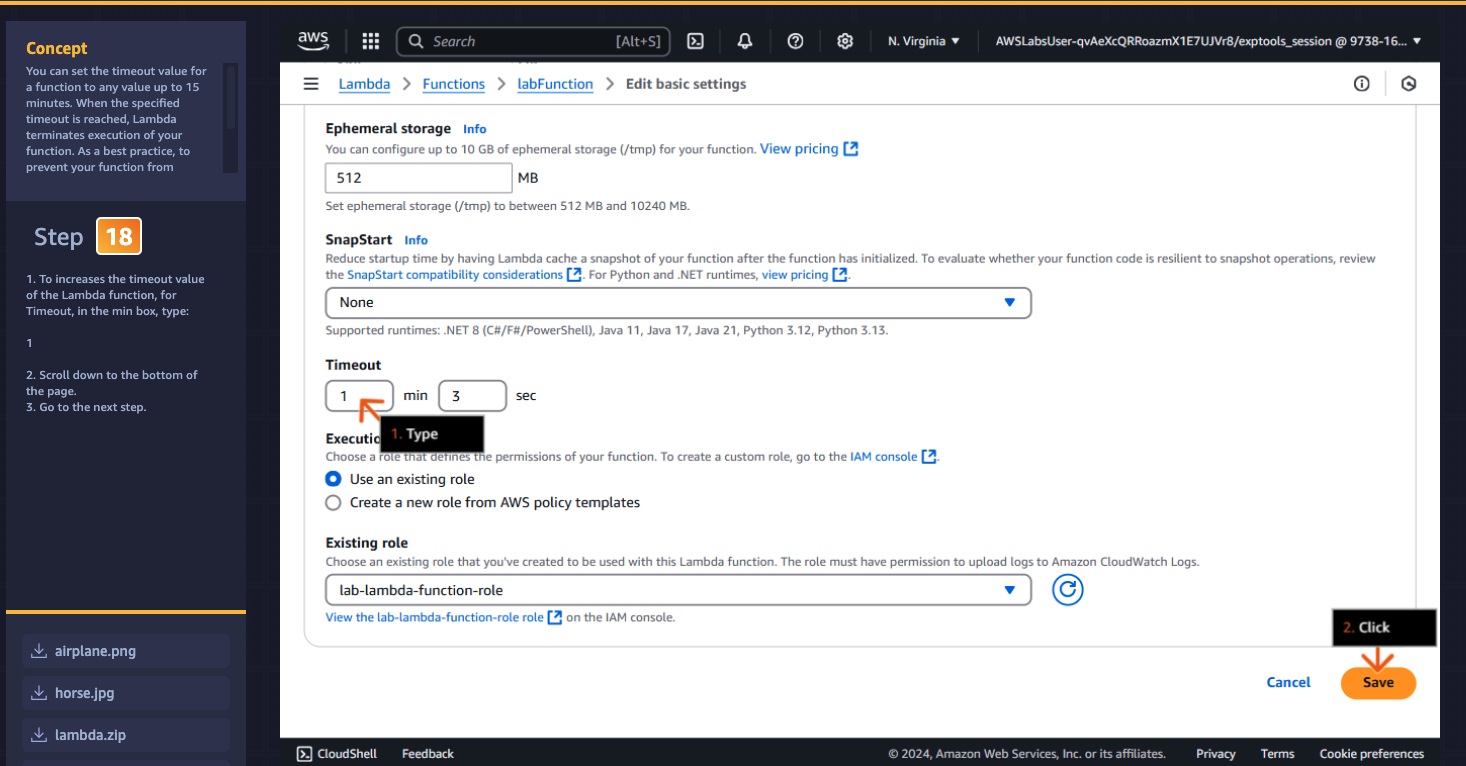 Concept
You can set the timeout value for
a function to any value up to 15
minutes. When the specified
timeout is reached, Lambda
terminates execution of your
function. As a best practice, to
prevent your function from
Step 18
1. To increases the timeout value
of the Lambda function, for
Timeout, in the min box, type:
1
2. Scroll down to the bottom of
the page.
3. Go to the next step.
airplane.png
horse.jpg
lambda.zip
aws
Search [Alt+S]
N. Virginia
AWSLabsUser-qvAeXcQRRoazmX1E7UJVr8/exptools_session @ 9738-16...
Lambda > Functions > labFunction > Edit basic settings
Ephemeral storage Info
You can configure up to 10 GB of ephemeral storage (/tmp) for your function. View pricing
512 MB
Set ephemeral storage (/tmp) to between 512 MB and 10240 MB.
SnapStart Info
Reduce startup time by having Lambda cache a snapshot of your function after the function has initialized. To evaluate whether your function code is resilient to snapshot operations, review
the SnapStart compatibility considerations. For Python and .NET runtimes, view pricing.
None
Supported runtimes: .NET 8 (C#/F#/PowerShell), Java 11, Java 17, Java 21, Python 3.12, Python 3.13.
Timeout
1 min 3 sec
1. Type
Executio
Choose a role that defines the permissions of your function. To create a custom role, go to the IAM console.
Use an existing role
Create a new role from AWS policy templates
Existing role
Choose an existing role that you've created to be used with this Lambda function. The role must have permission to upload logs to Amazon CloudWatch Logs.
lab-lambda-function-role
View the lab-lambda-function-role role on the IAM console.
2. Click
Cancel Save
CloudShell Feedback © 2024, Amazon Web Services, Inc. or its affiliates. Privacy Terms Cookie preferences